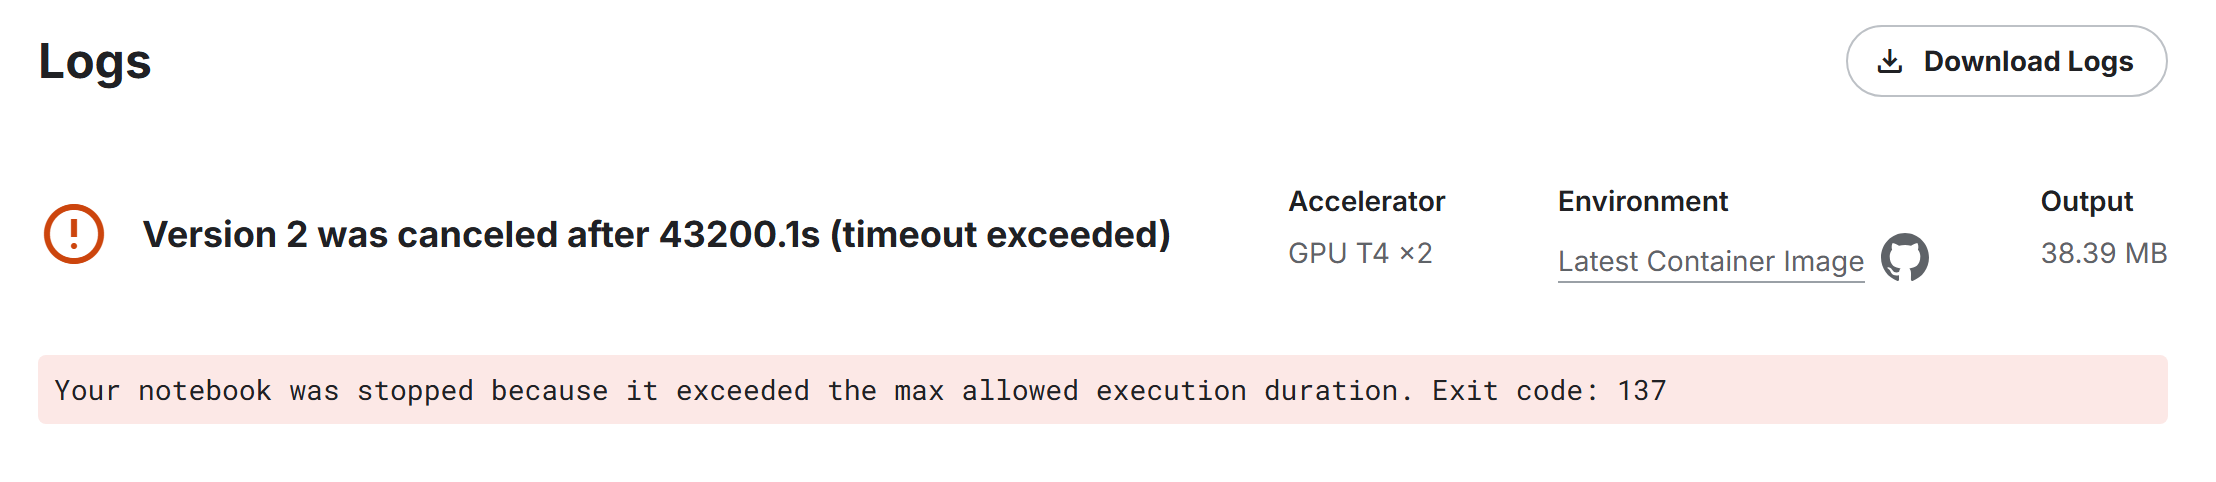 Logs
Download Logs
Version 2 was canceled after 43200.1s (timeout exceeded)
Accelerator
GPU T4 ×2
Environment
Latest Container Image
Output
38.39 MB
Your notebook was stopped because it exceeded the max allowed execution duration. Exit code: 137